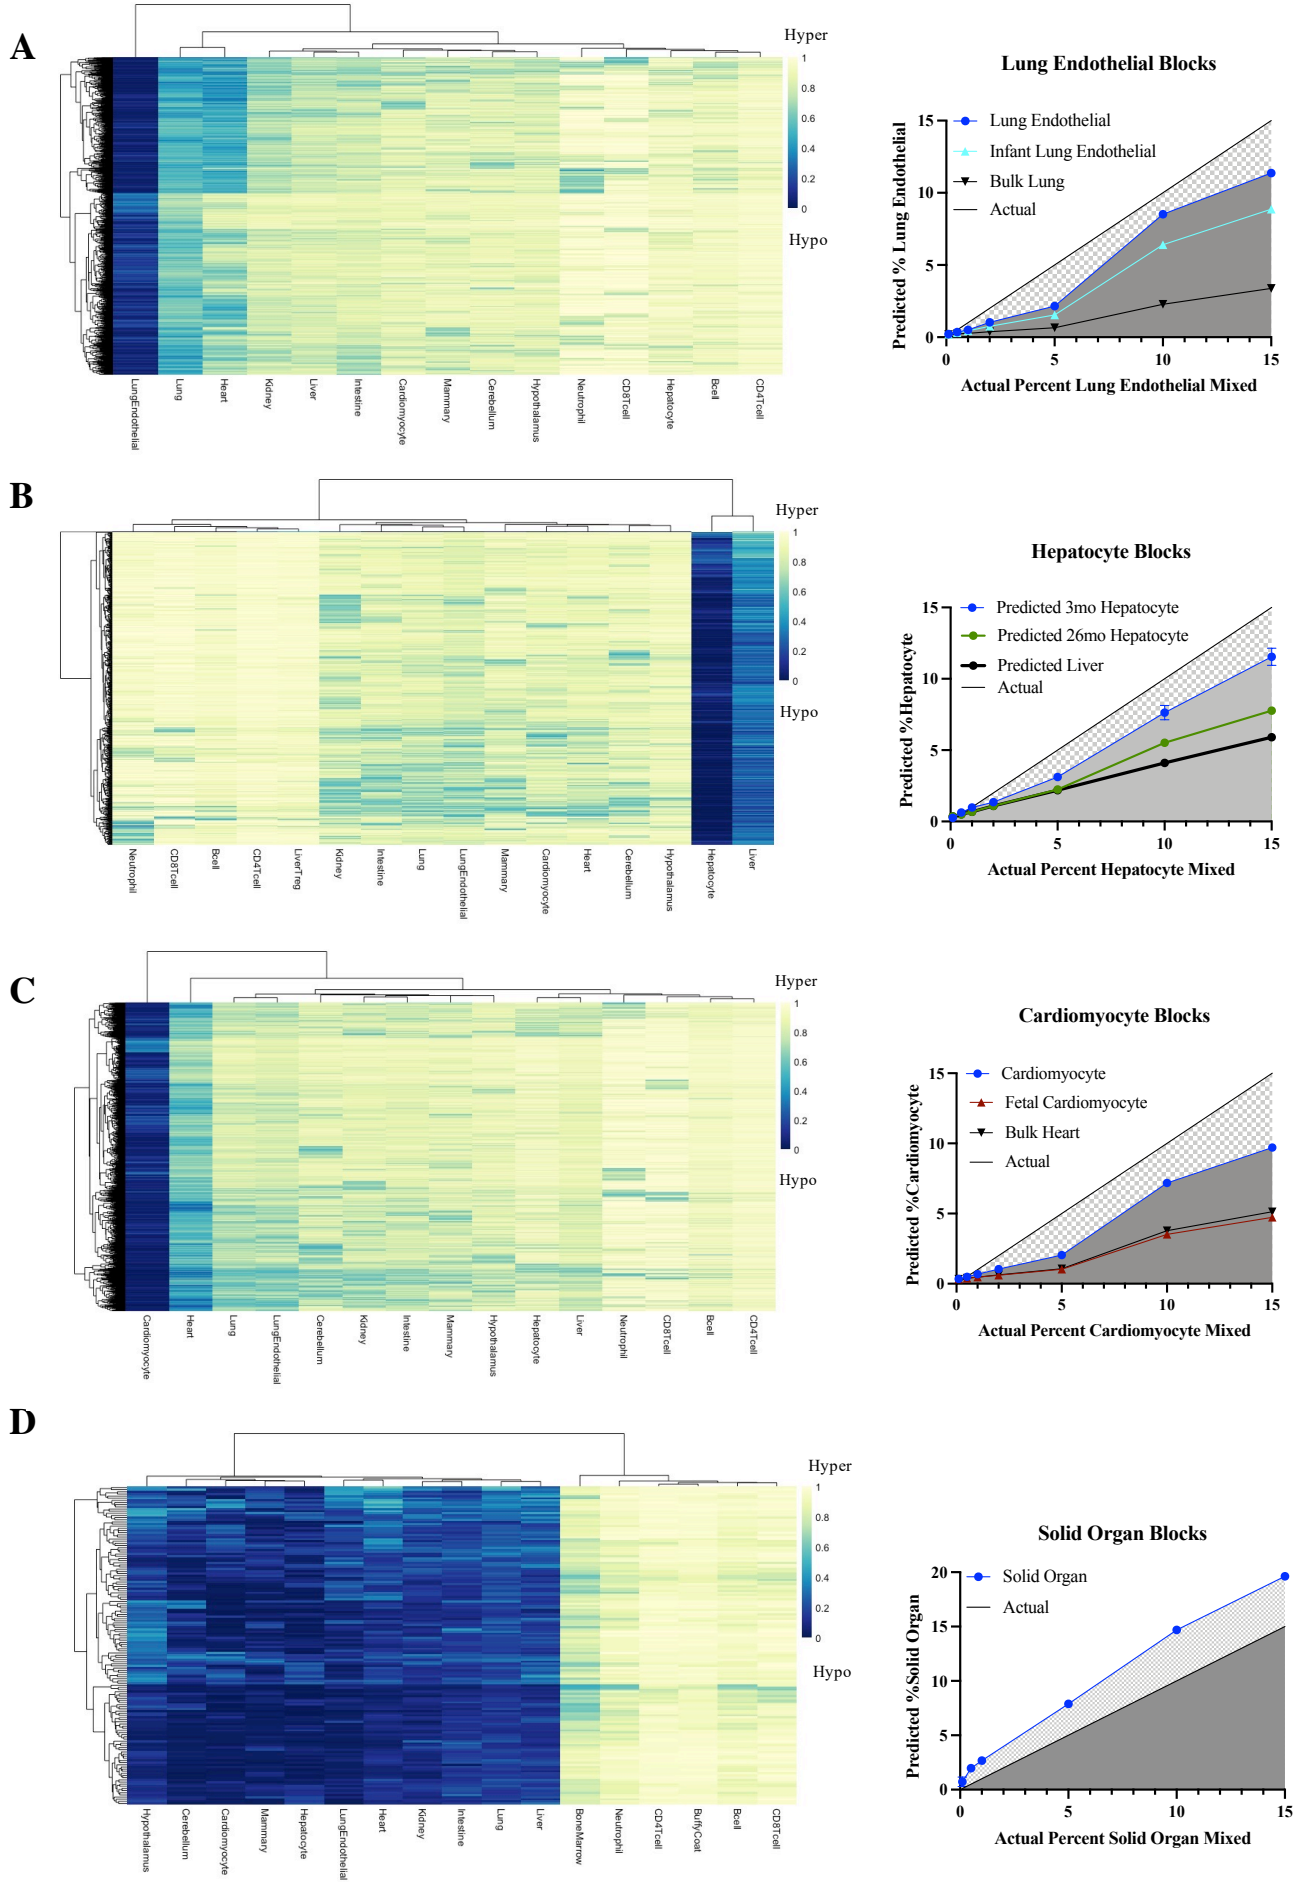 A
Hyper
1
0.8
0.6
0.4
0.2
0
Hypo
LungEndothelial
Lung
Heart
Kidney
Liver
Intestine
Cardiomyocyte
Mammary
Cerebellum
Hypothalamus
Neutrophil
CD8Tcell
Hepatocyte
Bcell
CD4Tcell
Lung Endothelial Blocks
Lung Endothelial
Infant Lung Endothelial
Bulk Lung
Actual
Predicted % Lung Endothelial
15
10
5
0
0 5 10 15
Actual Percent Lung Endothelial Mixed
B
Hyper
1
0.8
0.6
0.4
0.2
0
Hypo
Neutrophil
CD8Tcell
Bcell
CD4Tcell
LiverTreg
Kidney
Intestine
Lung
LungEndothelial
Mammary
Cardiomyocyte
Heart
Cerebellum
Hypothalamus
Hepatocyte
Liver
Hepatocyte Blocks
Predicted 3mo Hepatocyte
Predicted 26mo Hepatocyte
Predicted Liver
Actual
Predicted %Hepatocyte
15
10
5
0
0 5 10 15
Actual Percent Hepatocyte Mixed
C
Hyper
1
0.8
0.6
0.4
0.2
0
Hypo
Cardiomyocyte
Heart
Lung
LungEndothelial
Cerebellum
Kidney
Intestine
Mammary
Hypothalamus
Hepatocyte
Liver
Neutrophil
CD8Tcell
Bcell
CD4Tcell
Cardiomyocyte Blocks
Cardiomyocyte
Fetal Cardiomyocyte
Bulk Heart
Actual
Predicted %Cardiomyocyte
15
10
5
0
0 5 10 15
Actual Percent Cardiomyocyte Mixed
D
Hyper
1
0.8
0.6
0.4
0.2
0
Hypo
Hypothalamus
Cerebellum
Cardiomyocyte
Mammary
Hepatocyte
LungEndothelial
Heart
Kidney
Intestine
Lung
Liver
BoneMarrow
Neutrophil
CD4Tcell
BuffyCoat
Bcell
CD8Tcell
Solid Organ Blocks
Solid Organ
Actual
Predicted %Solid Organ
20
15
10
5
0
0 5 10 15
Actual Percent Solid Organ Mixed